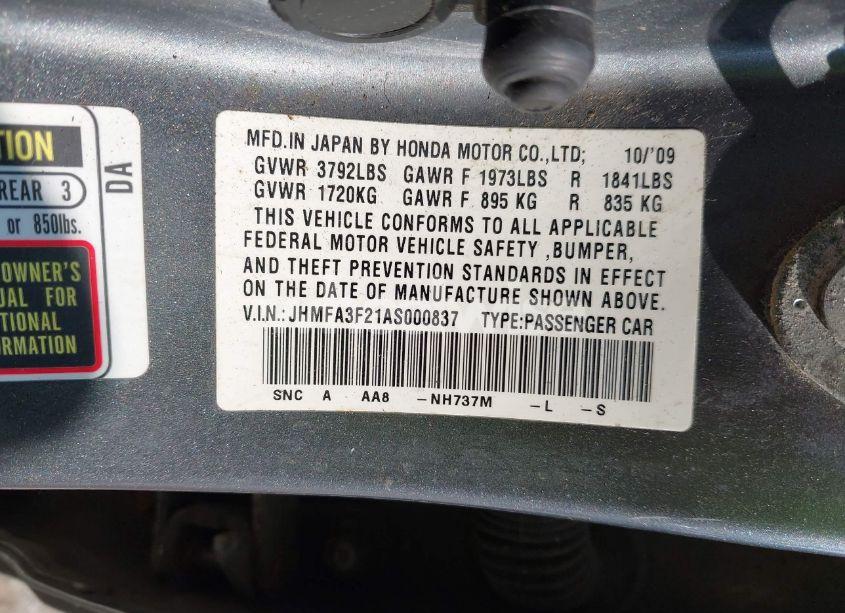 TION
REAR 3
or 850lbs.
OWNER'S
UAL FOR
TIONAL
ORMATION
DA
MFD.IN JAPAN BY HONDA MOTOR CO.,LTD; 10/'09
GVWR 3792LBS GAWR F 1973LBS R 1841LBS
GVWR 1720KG GAWR F 895 KG R 835 KG
THIS VEHICLE CONFORMS TO ALL APPLICABLE
FEDERAL MOTOR VEHICLE SAFETY ,BUMPER,
AND THEFT PREVENTION STANDARDS IN EFFECT
ON THE DATE OF MANUFACTURE SHOWN ABOVE.
V.I.N.:JHMFA3F21AS000837 TYPE:PASSENGER CAR
SNC A AA8 -NH737M -L -S